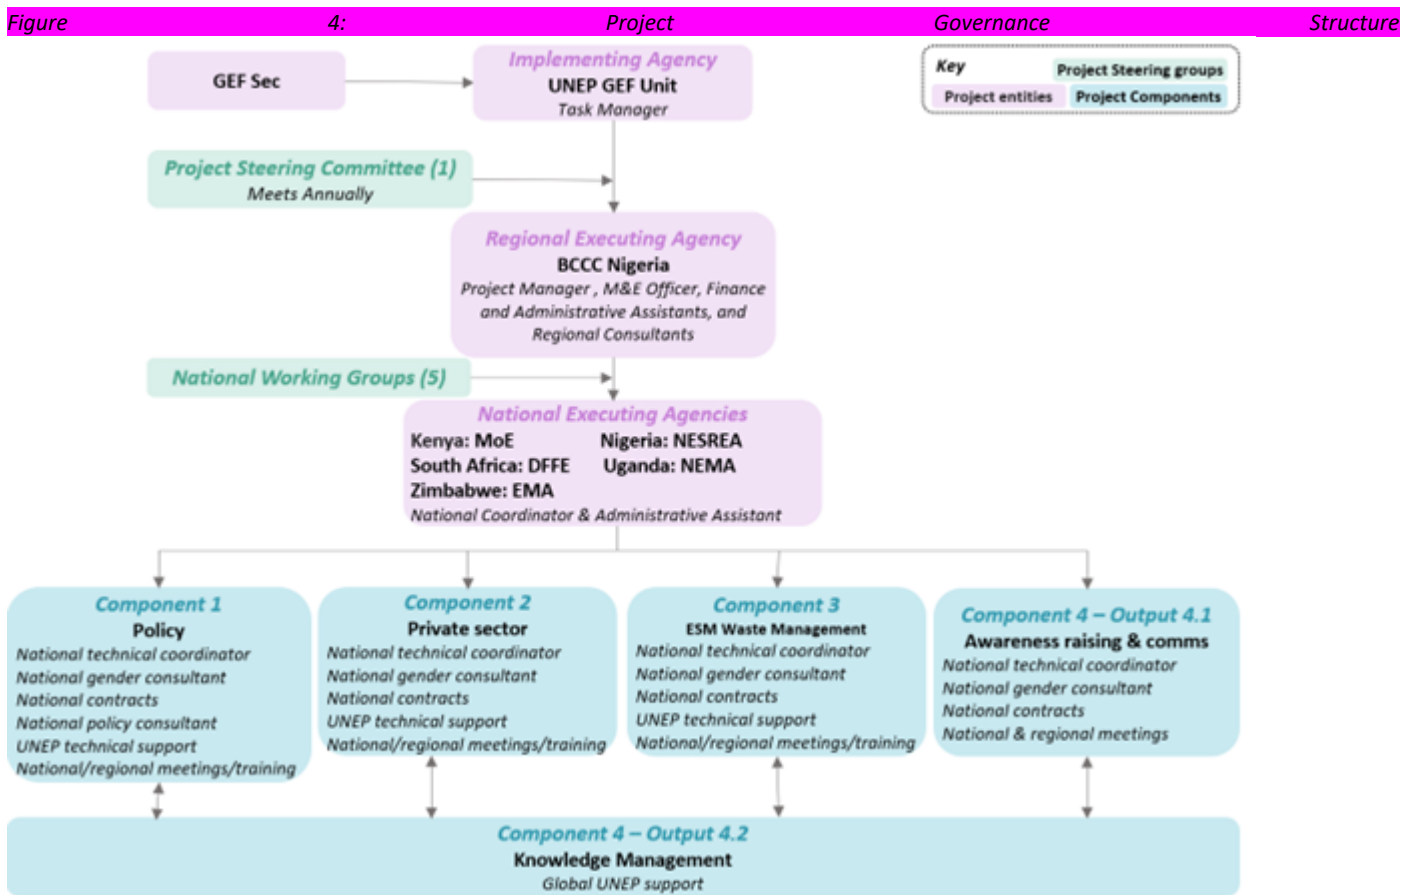 Figure 4: Project Governance Structure
GEF Sec
Implementing Agency
UNEP GEF Unit
Task Manager
Key
Project Steering groups
Project entities
Project Components
Project Steering Committee (1)
Meets Annually
Regional Executing Agency
BCCC Nigeria
Project Manager , M&E Officer, Finance
and Administrative Assistants, and
Regional Consultants
National Working Groups (5)
National Executing Agencies
Kenya: MoE Nigeria: NESREA
South Africa: DFFE Uganda: NEMA
Zimbabwe: EMA
National Coordinator & Administrative Assistant
Component 1
Policy
National technical coordinator
National gender consultant
National contracts
National policy consultant
UNEP technical support
National/regional meetings/training
Component 2
Private sector
National technical coordinator
National gender consultant
National contracts
UNEP technical support
National/regional meetings/training
Component 3
ESM Waste Management
National technical coordinator
National gender consultant
National contracts
UNEP technical support
National/regional meetings/training
Component 4 – Output 4.1
Awareness raising & comms
National technical coordinator
National gender consultant
National contracts
National & regional meetings
Component 4 – Output 4.2
Knowledge Management
Global UNEP support